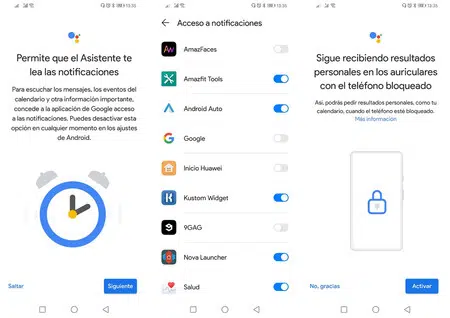 13:35
Permite que el Asistente te
lea las notificaciones
Para escuchar los mensajes, los eventos del
calendario y otra información importante,
concede a la aplicación de Google acceso
a las notificaciones. Puedes desactivar esta
opción en cualquier momento en los ajustes
de Android.
Saltar
Siguiente
13:35
Acceso a notificaciones
AmazFaces
Amazfit Tools
Android Auto
Google
Inicio Huawei
Kustom Widget
9GAG
Nova Launcher
Salud
13:36
Sigue recibiendo resultados
personales en los auriculares
con el teléfono bloqueado
Así, podrás pedir resultados personales, como tu
calendario, cuando el teléfono esté bloqueado.
Más información
No, gracias
Activar